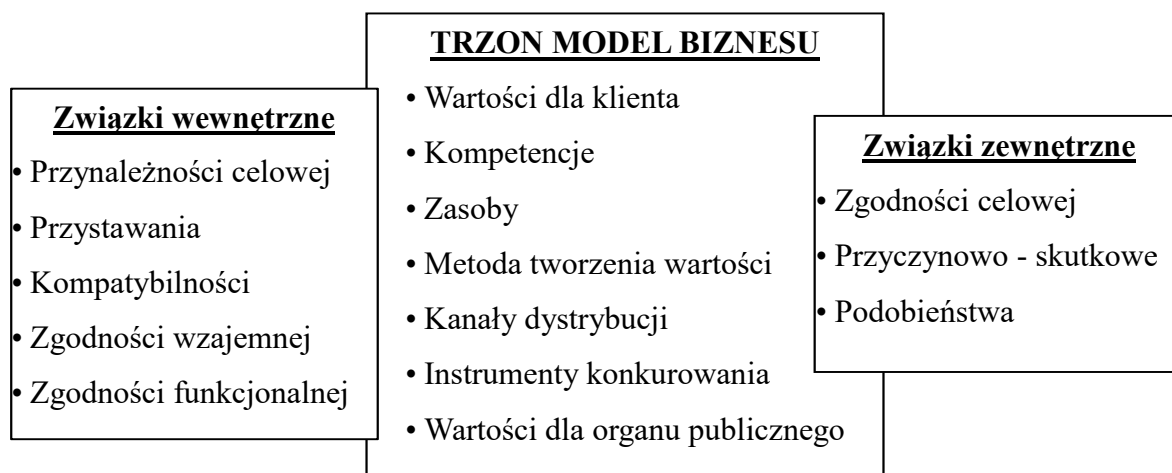 Związki wewnętrzne
• Przynależności celowej
• Przystawania
• Kompatybilności
• Zgodności wzajemnej
• Zgodności funkcjonalnej
TRZON MODEL BIZNESU
• Wartości dla klienta
• Kompetencje
• Zasoby
• Metoda tworzenia wartości
• Kanały dystrybucji
• Instrumenty konkurowania
• Wartości dla organu publicznego
Związki zewnętrzne
• Zgodności celowej
• Przyczynowo - skutkowe
• Podobieństwa